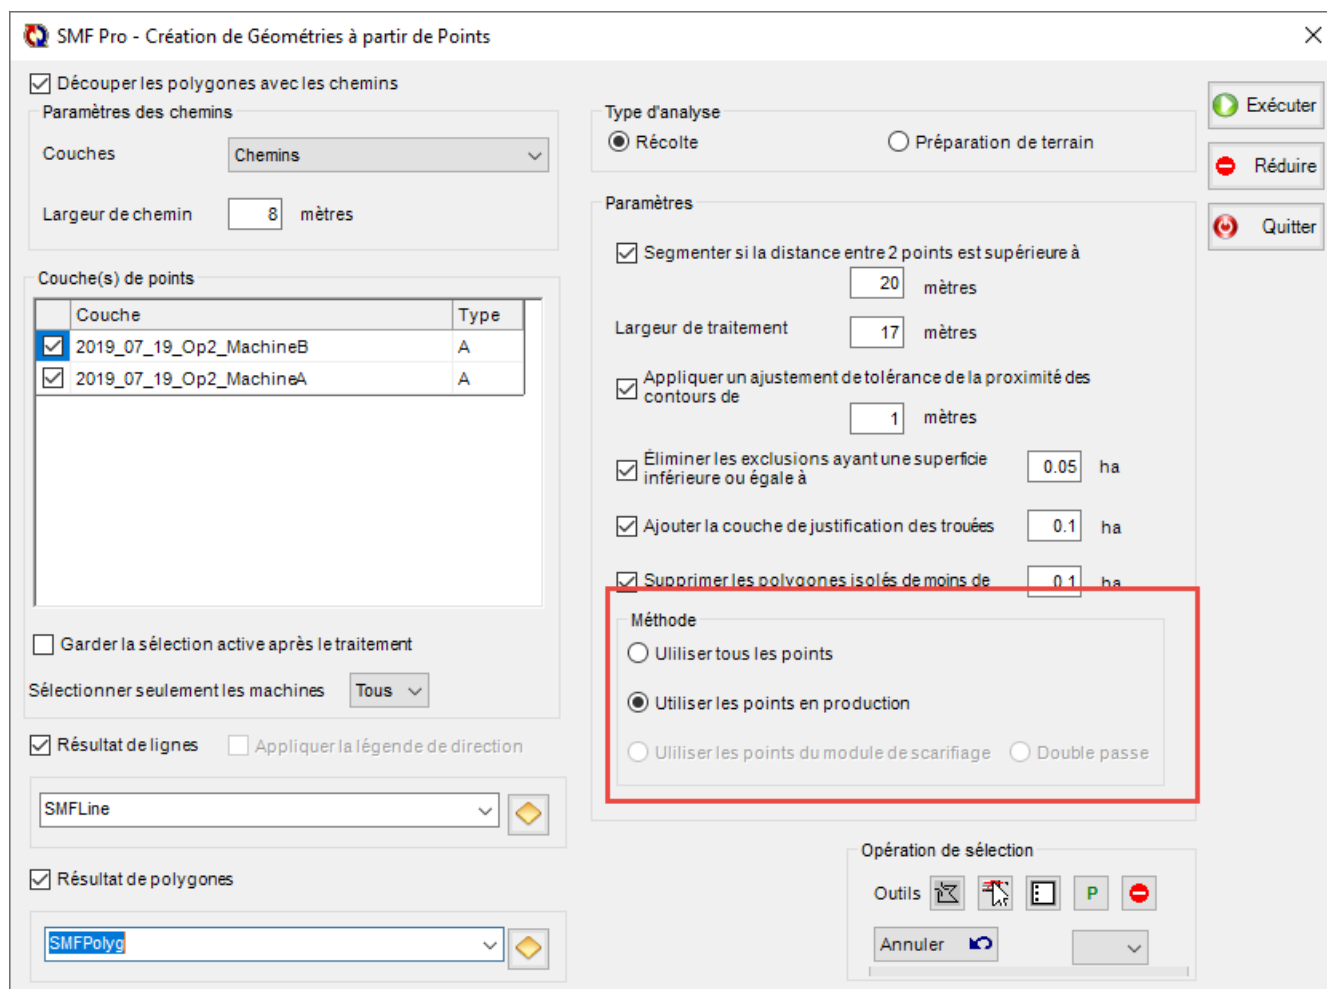 SMF Pro - Création de Géométries à partir de Points
Découper les polygones avec les chemins
Paramètres des chemins
Couches
Chemins
Largeur de chemin
8
mètres
Couche(s) de points
Couche
Type
2019_07_19_Op2_MachineB
A
2019_07_19_Op2_MachineA
A
Garder la sélection active après le traitement
Sélectionner seulement les machines
Tous
Résultat de lignes
Appliquer la légende de direction
SMFLine
Résultat de polygones
SMFPolyg
Type d'analyse
Récolte
Préparation de terrain
Paramètres
Segmenter si la distance entre 2 points est supérieure à
20
mètres
Largeur de traitement
17
mètres
Appliquer un ajustement de tolérance de la proximité des
contours de
1
mètres
Éliminer les exclusions ayant une superficie
inférieure ou égale à
0.05
ha
Ajouter la couche de justification des trouées
0.1
ha
Supprimer les polygones isolés de moins de
0.1
ha
Méthode
Uliliser tous les points
Utiliser les points en production
Uliliser les points du module de scarifiage
Double passe
Opération de sélection
Outils
P
Annuler
Exécuter
Réduire
Quitter